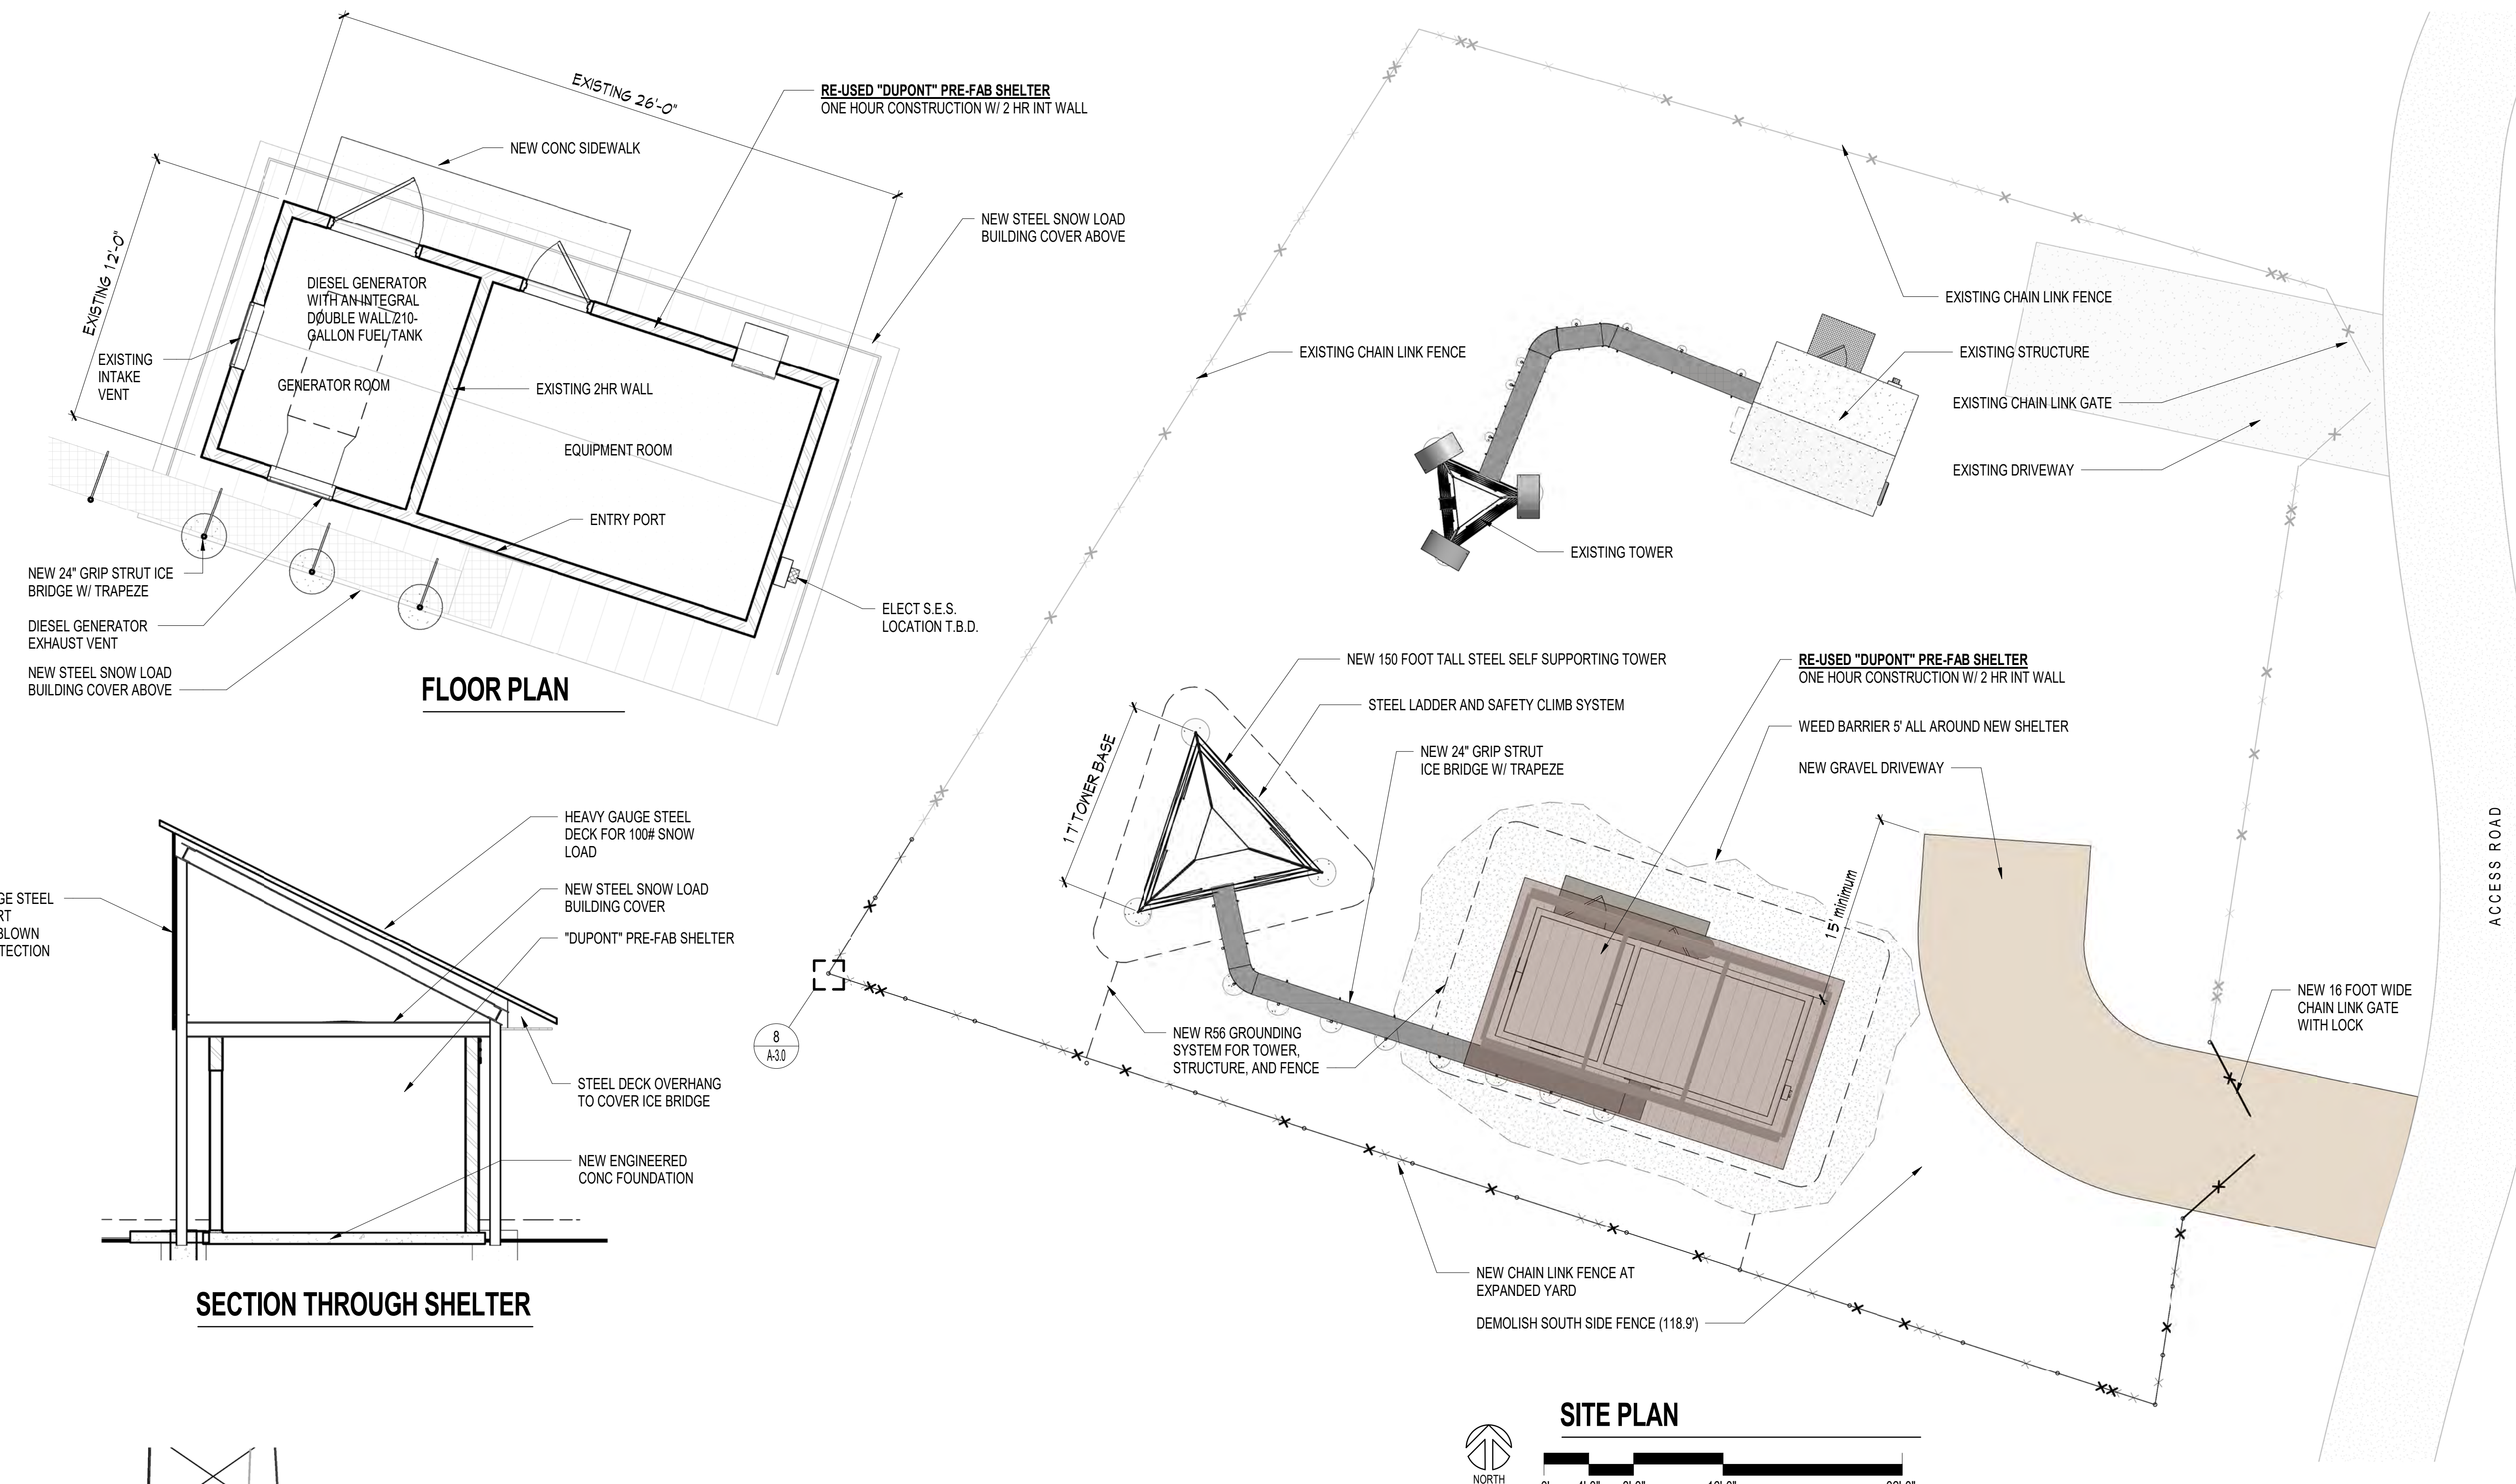 EXISTING 26'-0"
RE-USED "DUPONT" PRE-FAB SHELTER
ONE HOUR CONSTRUCTION W/ 2 HR INT WALL
NEW CONC SIDEWALK
NEW STEEL SNOW LOAD
BUILDING COVER ABOVE
EXISTING 12'-0"
DIESEL GENERATOR
WITH AN INTEGRAL
DOUBLE WALL 210-
GALLON FUEL TANK
EXISTING
INTAKE
VENT
GENERATOR ROOM
EXISTING 2HR WALL
EQUIPMENT ROOM
ENTRY PORT
NEW 24" GRIP STRUT ICE
BRIDGE W/ TRAPEZE
DIESEL GENERATOR
EXHAUST VENT
NEW STEEL SNOW LOAD
BUILDING COVER ABOVE
ELECT S.E.S.
LOCATION T.B.D.
FLOOR PLAN
HEAVY GAUGE STEEL
DECK FOR 100# SNOW
LOAD
NEW STEEL SNOW LOAD
BUILDING COVER
"DUPONT" PRE-FAB SHELTER
GE STEEL
RT
BLOWN
TECTION
STEEL DECK OVERHANG
TO COVER ICE BRIDGE
NEW ENGINEERED
CONC FOUNDATION
SECTION THROUGH SHELTER
EXISTING CHAIN LINK FENCE
EXISTING CHAIN LINK FENCE
EXISTING STRUCTURE
EXISTING CHAIN LINK GATE
EXISTING DRIVEWAY
EXISTING TOWER
NEW 150 FOOT TALL STEEL SELF SUPPORTING TOWER
STEEL LADDER AND SAFETY CLIMB SYSTEM
NEW 24" GRIP STRUT
ICE BRIDGE W/ TRAPEZE
RE-USED "DUPONT" PRE-FAB SHELTER
ONE HOUR CONSTRUCTION W/ 2 HR INT WALL
WEED BARRIER 5' ALL AROUND NEW SHELTER
NEW GRAVEL DRIVEWAY
17' TOWER BASE
15' minimum
ACCESS ROAD
8
A-3.0
NEW R56 GROUNDING
SYSTEM FOR TOWER,
STRUCTURE, AND FENCE
NEW 16 FOOT WIDE
CHAIN LINK GATE
WITH LOCK
NEW CHAIN LINK FENCE AT
EXPANDED YARD
DEMOLISH SOUTH SIDE FENCE (118.9')
SITE PLAN
NORTH